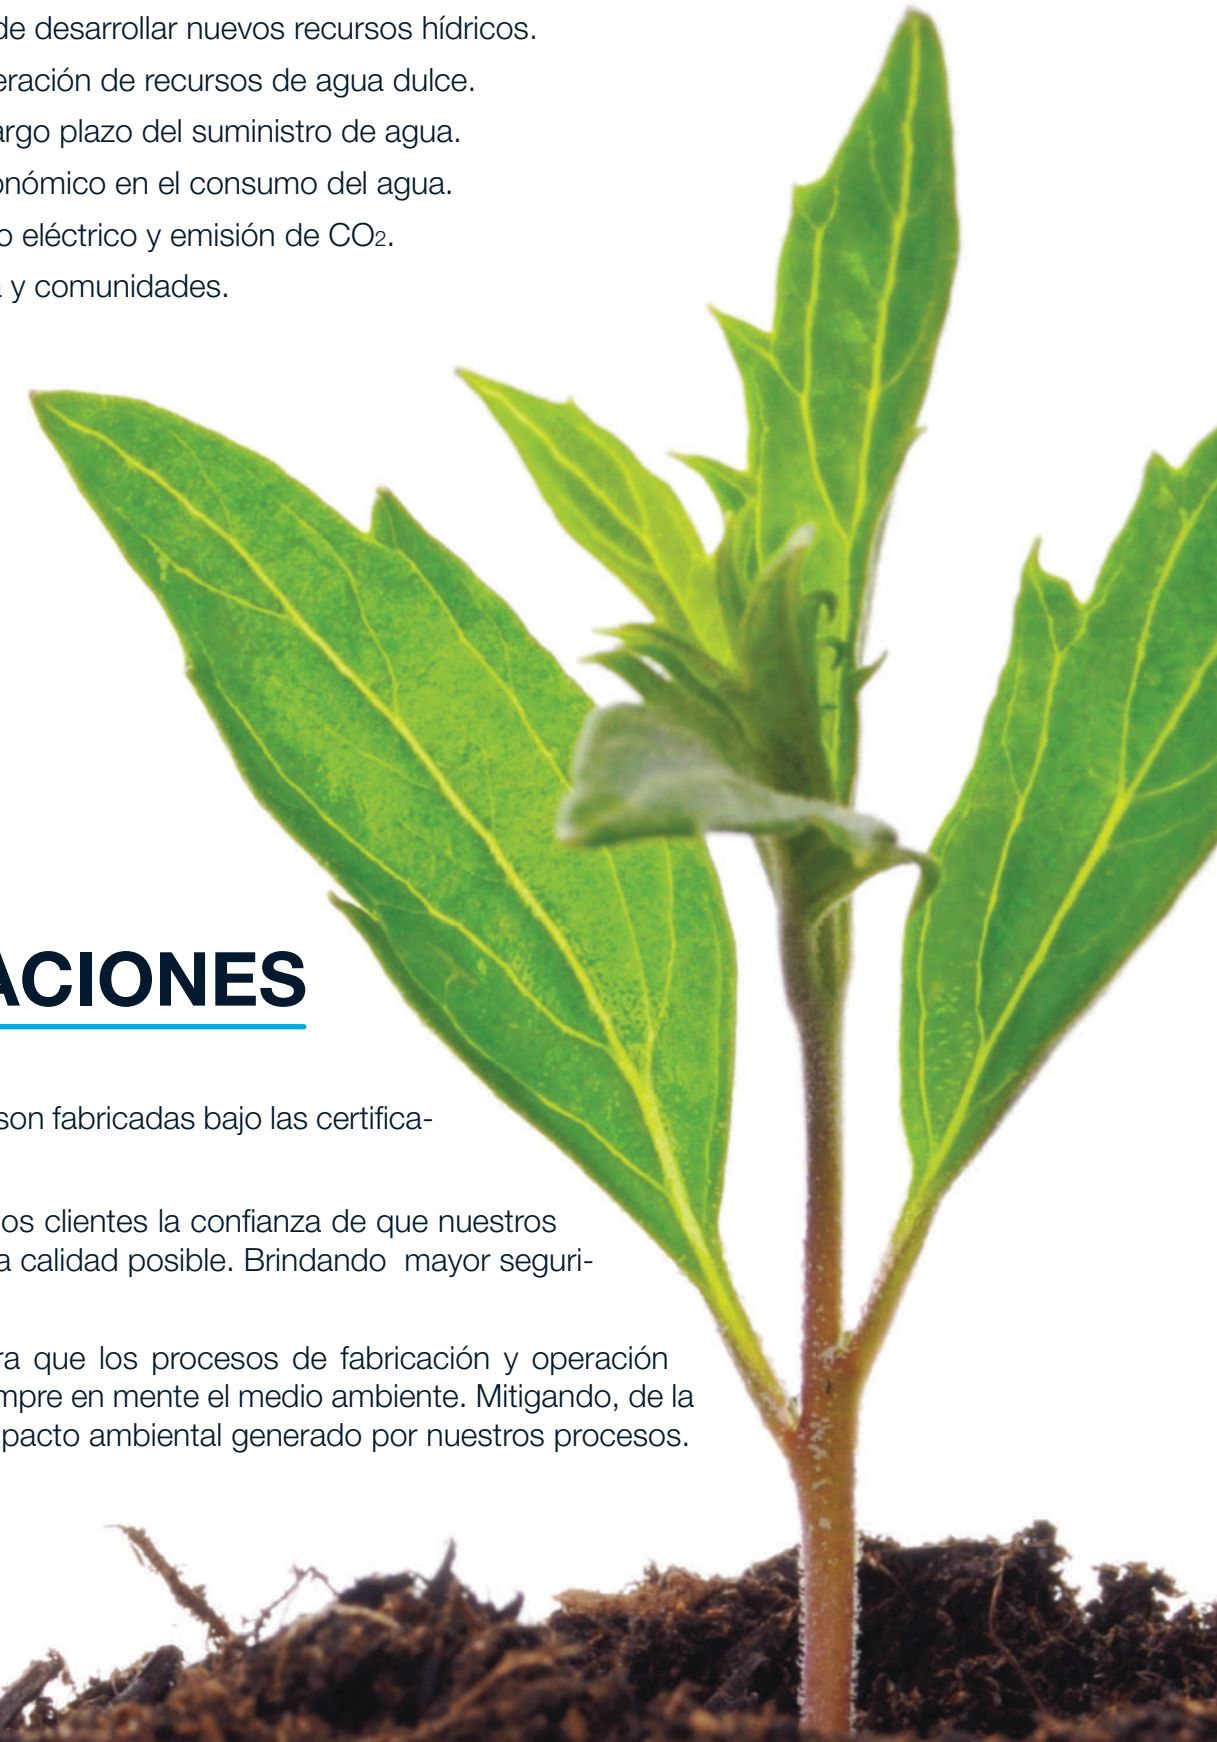 de desarrollar nuevos recursos hídricos.
eración de recursos de agua dulce.
argo plazo del suministro de agua.
onómico en el consumo del agua.
o eléctrico y emisión de CO2.
a y comunidades.
ACIONES
son fabricadas bajo las certifica-
os clientes la confianza de que nuestros
a calidad posible. Brindando mayor seguri-
ra que los procesos de fabricación y operación
mpre en mente el medio ambiente. Mitigando, de la
pacto ambiental generado por nuestros procesos.